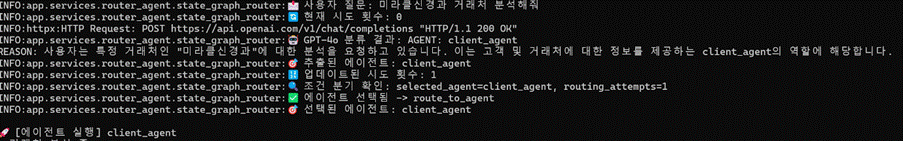 INFO:app.services.router_agent.state_graph_router:📩 사용자 질문: 미라클신경과 거래처 분석해줘
INFO:app.services.router_agent.state_graph_router:🔄 현재 시도 횟수: 0
INFO:httpx:HTTP Request: POST https://api.openai.com/v1/chat/completions "HTTP/1.1 200 OK"
INFO:app.services.router_agent.state_graph_router:🤖 GPT-4o 분류 결과: AGENT: client_agent
REASON: 사용자는 특정 거래처인 "미라클신경과"에 대한 분석을 요청하고 있습니다. 이는 고객 및 거래처에 대한 정보를 제공하는 client_agent의 역할에 해당합니다.
INFO:app.services.router_agent.state_graph_router:🎯 추출된 에이전트: client_agent
INFO:app.services.router_agent.state_graph_router:🔢 업데이트된 시도 횟수: 1
INFO:app.services.router_agent.state_graph_router:🔍 조건 분기 확인: selected_agent=client_agent, routing_attempts=1
INFO:app.services.router_agent.state_graph_router:✅ 에이전트 선택됨 -> route_to_agent
INFO:app.services.router_agent.state_graph_router:🎯 선택된 에이전트: client_agent
🚀 [에이전트 실행] client_agent